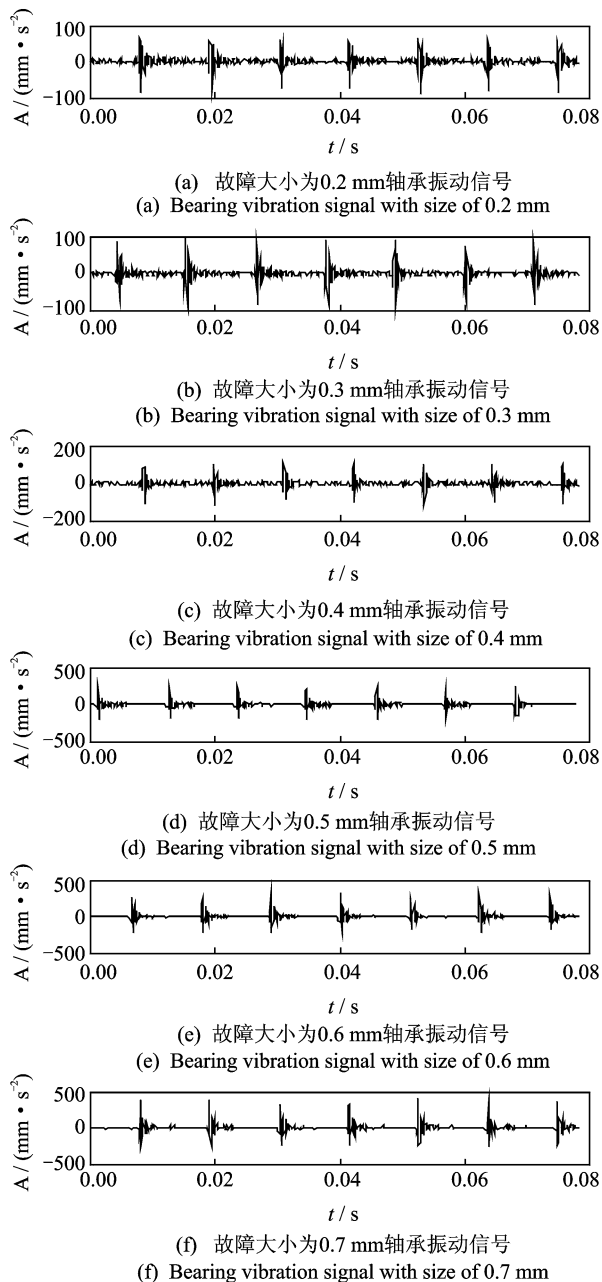 100
0
−100
A / (mm • s⁻²)
0.00 0.02 0.04 0.06 0.08
t / s
(a) 故障大小为0.2 mm轴承振动信号
(a) Bearing vibration signal with size of 0.2 mm
100
0
−100
A / (mm • s⁻²)
0.00 0.02 0.04 0.06 0.08
t / s
(b) 故障大小为0.3 mm轴承振动信号
(b) Bearing vibration signal with size of 0.3 mm
200
0
−200
A / (mm • s⁻²)
0.00 0.02 0.04 0.06 0.08
t / s
(c) 故障大小为0.4 mm轴承振动信号
(c) Bearing vibration signal with size of 0.4 mm
500
0
−500
A / (mm • s⁻²)
0.00 0.02 0.04 0.06 0.08
t / s
(d) 故障大小为0.5 mm轴承振动信号
(d) Bearing vibration signal with size of 0.5 mm
500
0
−500
A / (mm • s⁻²)
0.00 0.02 0.04 0.06 0.08
t / s
(e) 故障大小为0.6 mm轴承振动信号
(e) Bearing vibration signal with size of 0.6 mm
500
0
−500
A / (mm • s⁻²)
0.00 0.02 0.04 0.06 0.08
t / s
(f) 故障大小为0.7 mm轴承振动信号
(f) Bearing vibration signal with size of 0.7 mm